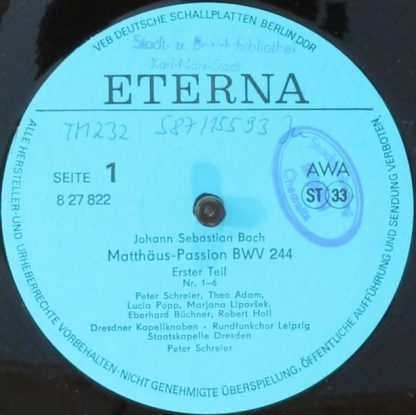 VEB DEUTSCHE SCHALLPLATTEN BERLIN DDR
Stadt- u Bezirksbibliothek
Karl-Marx-Stadt
ETERNA
TM232 S87/15593
SEITE 1
8 27 822
AWA
ST 33
Chemnitz
Johann Sebastian Bach
Matthäus-Passion BWV 244
Erster Teil
Nr. 1–6
Peter Schreier, Theo Adam,
Lucia Popp, Marjana Lipovšek,
Eberhard Büchner, Robert Holl
Dresdner Kapellknaben · Rundfunkchor Leipzig
Staatskapelle Dresden
Peter Schreier
ALLE HERSTELLER- UND URHEBERRECHTE VORBEHALTEN · NICHT GENEHMIGTE ÜBERSPIELUNG, ÖFFENTLICHE AUFFÜHRUNG UND SENDUNG VERBOTEN.